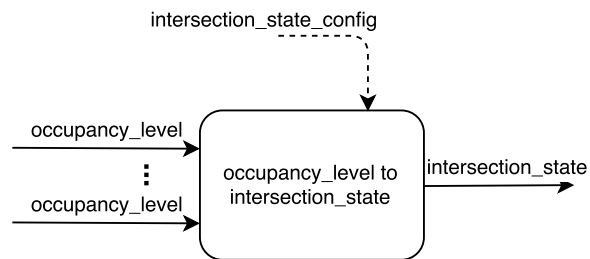 intersection_state_config
occupancy_level
occupancy_level
occupancy_level to
intersection_state
intersection_state